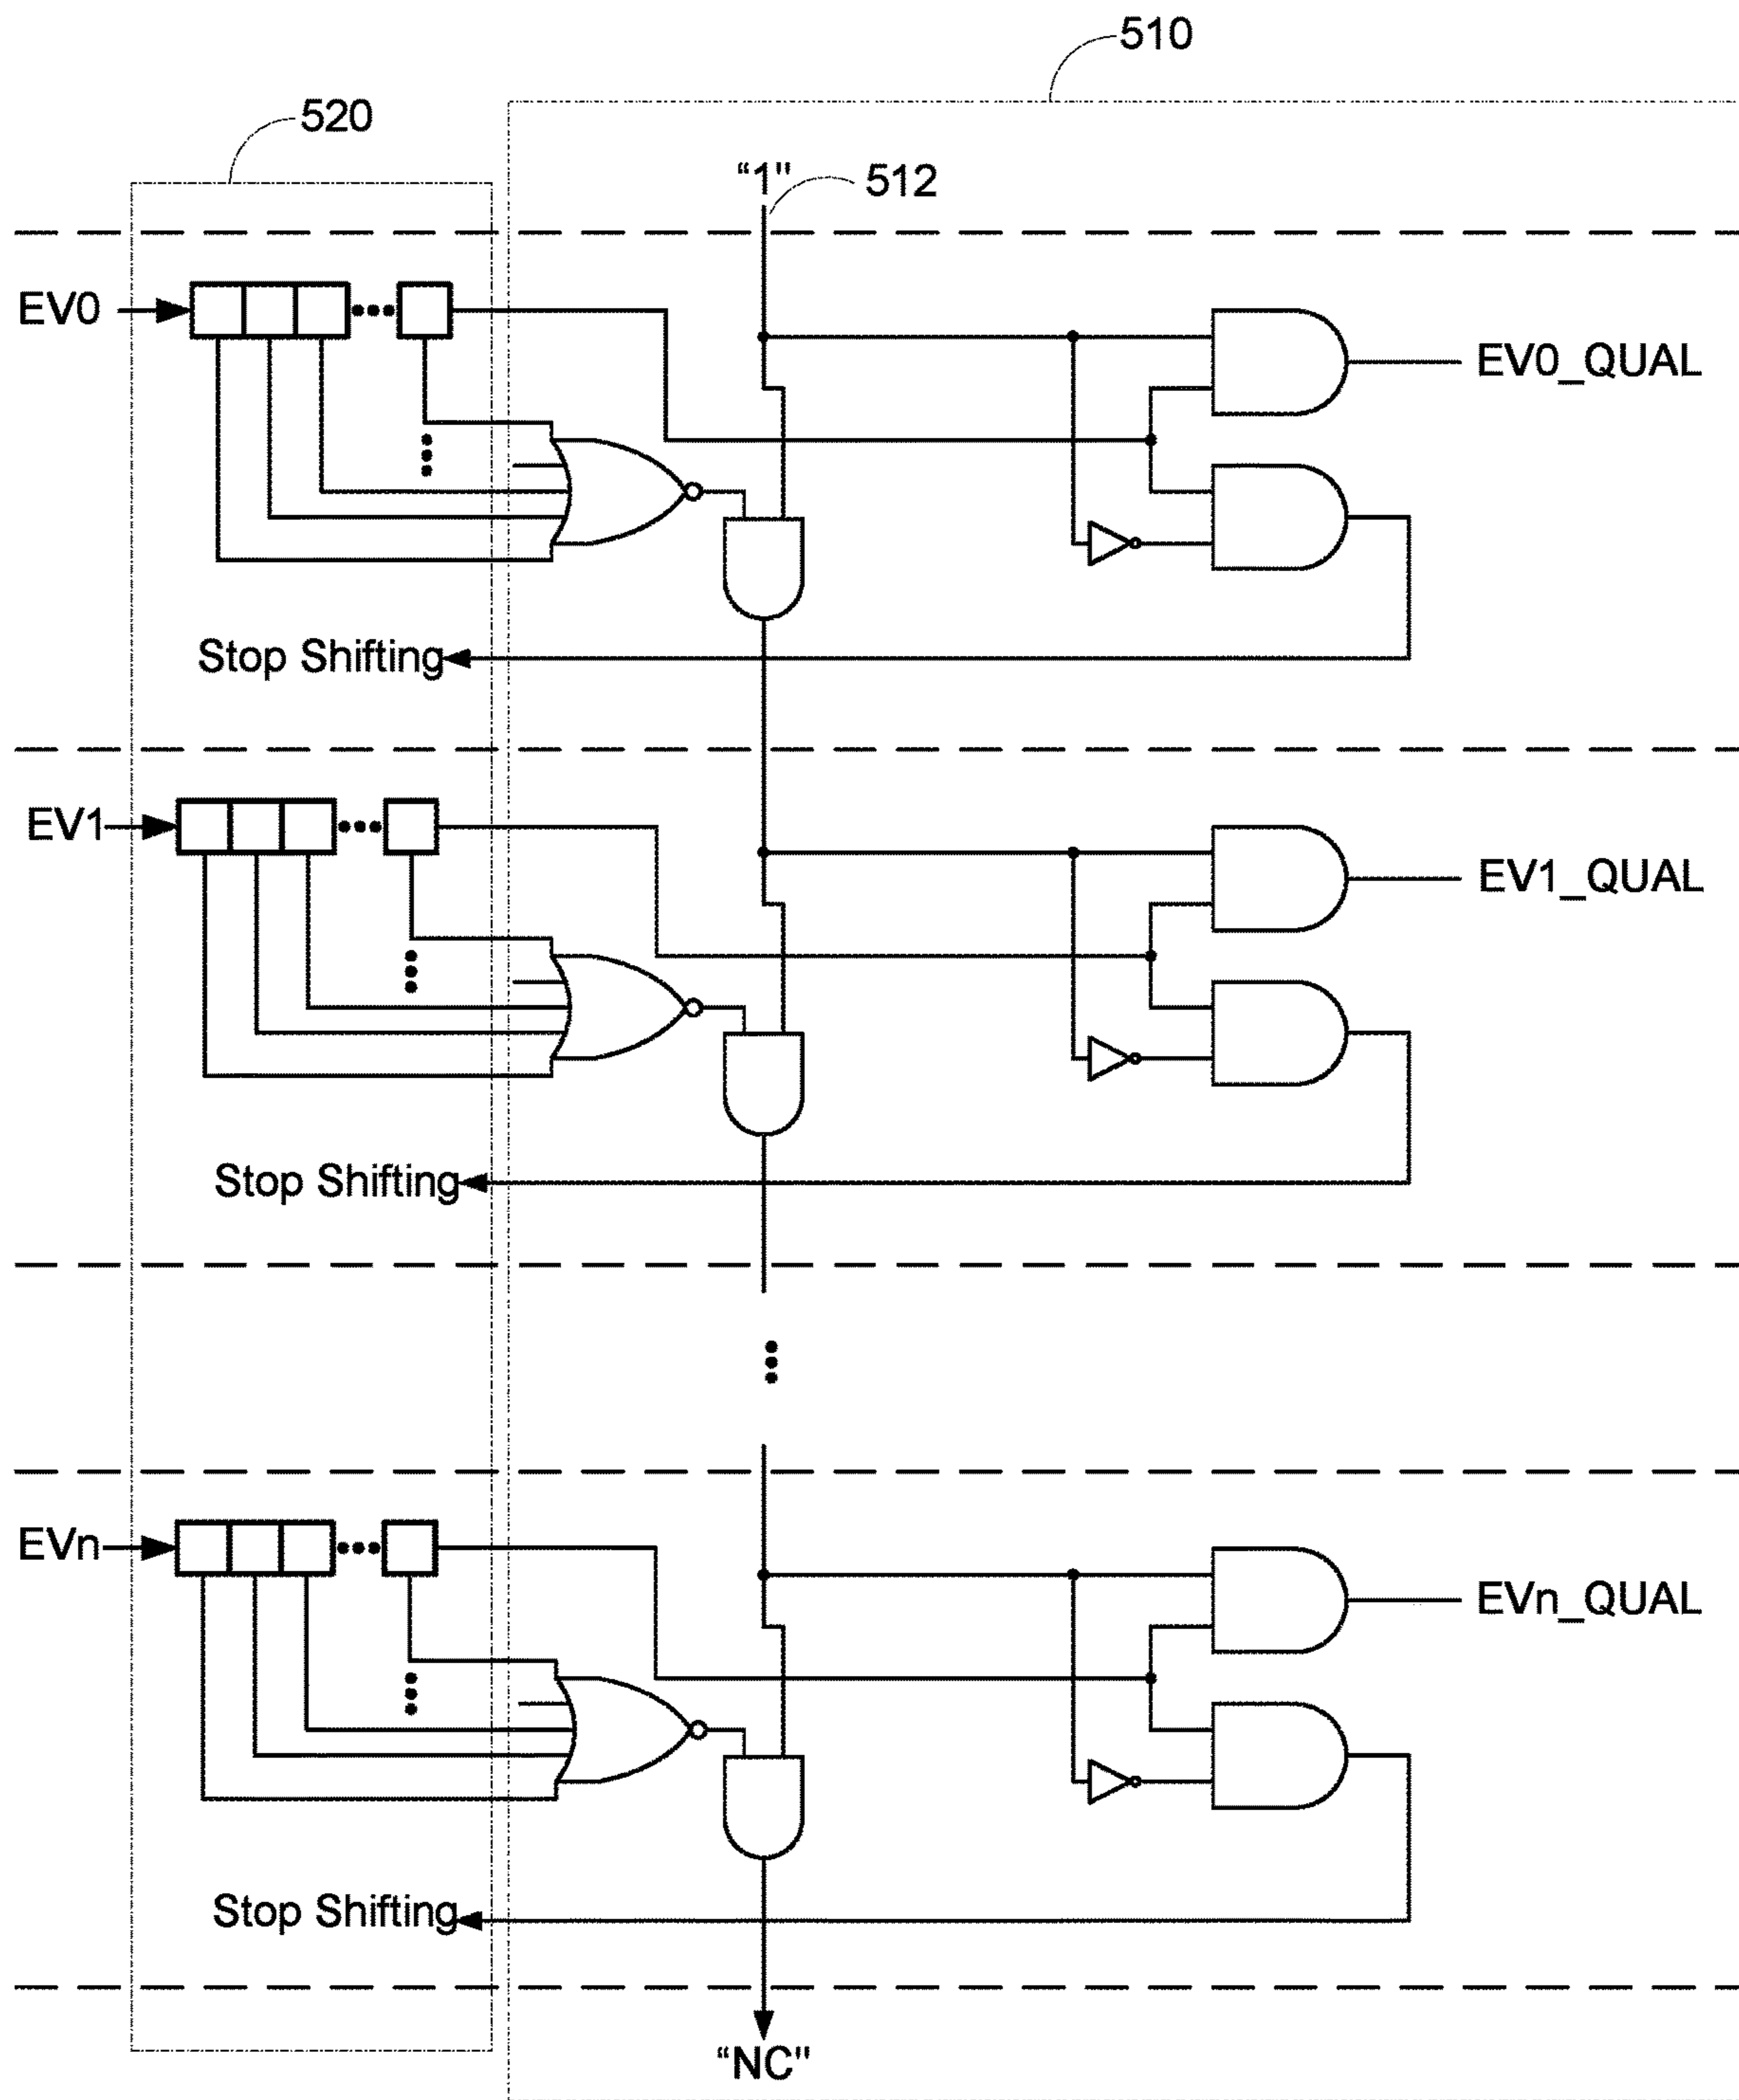 510
520
“1"
512
EV0
EV0_QUAL
Stop Shifting
EV1
EV1_QUAL
Stop Shifting
EVn
EVn_QUAL
Stop Shifting
“NC"